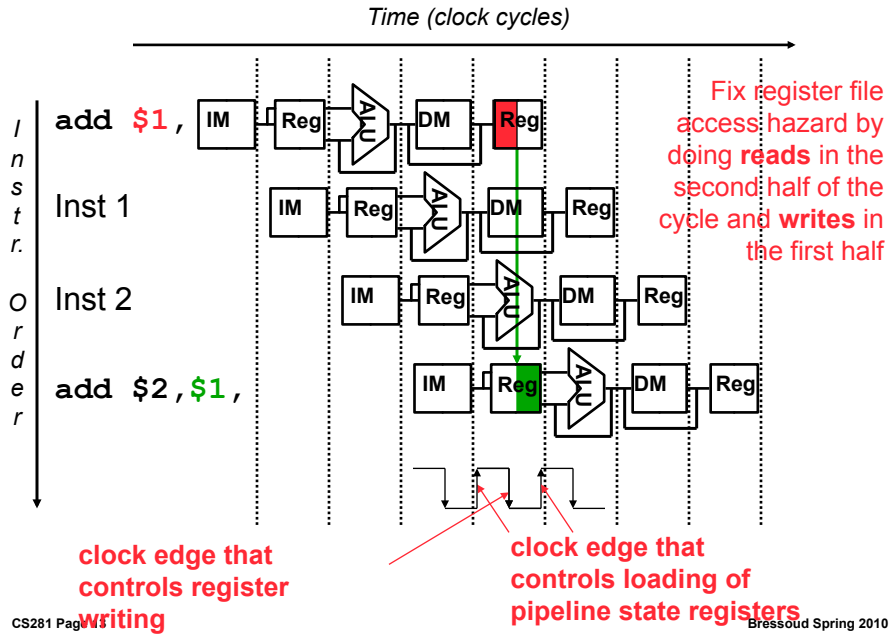 Time (clock cycles)
Instr. Order
add $1, IM Reg ALU DM Reg
Fix register file
access hazard by
doing reads in the
second half of the
cycle and writes in
the first half
Inst 1 IM Reg ALU DM Reg
Inst 2 IM Reg ALU DM Reg
add $2,$1, IM Reg ALU DM Reg
clock edge that
controls register
writing
clock edge that
controls loading of
pipeline state registers
CS281 Page 13
Bressoud Spring 2010